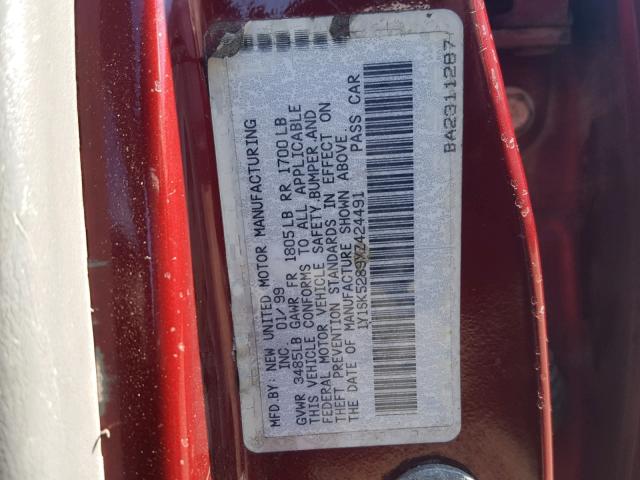 MFD.BY: NEW UNITED MOTOR MANUFACTURING
INC. 01/99
GVWR 3485LB GAWR FR 1805LB RR 1700LB
THIS VEHICLE CONFORMS TO ALL APPLICABLE
FEDERAL MOTOR VEHICLE SAFETY,BUMPER,AND
THEFT PREVENTION STANDARDS IN EFFECT ON
THE DATE OF MANUFACTURE SHOWN ABOVE.
1Y1SK5289XZ424491 PASS CAR
BA2311287